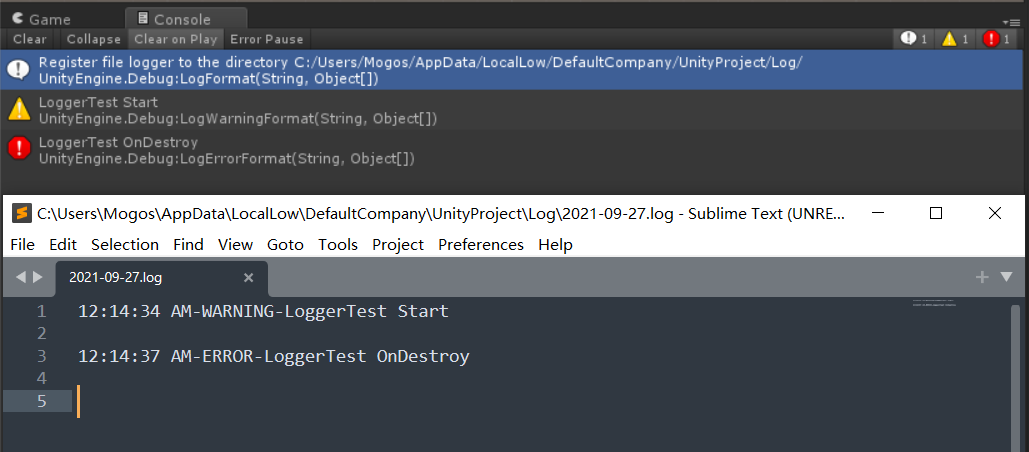 Game Console
Clear Collapse Clear on Play Error Pause 1 1 1
Register file logger to the directory C:/Users/Mogos/AppData/LocalLow/DefaultCompany/UnityProject/Log/
UnityEngine.Debug:LogFormat(String, Object[])
LoggerTest Start
UnityEngine.Debug:LogWarningFormat(String, Object[])
LoggerTest OnDestroy
UnityEngine.Debug:LogErrorFormat(String, Object[])
C:\Users\Mogos\AppData\LocalLow\DefaultCompany\UnityProject\Log\2021-09-27.log - Sublime Text (UNRE...
File Edit Selection Find View Goto Tools Project Preferences Help
2021-09-27.log
1 12:14:34 AM-WARNING-LoggerTest Start
2
3 12:14:37 AM-ERROR-LoggerTest OnDestroy
4
5